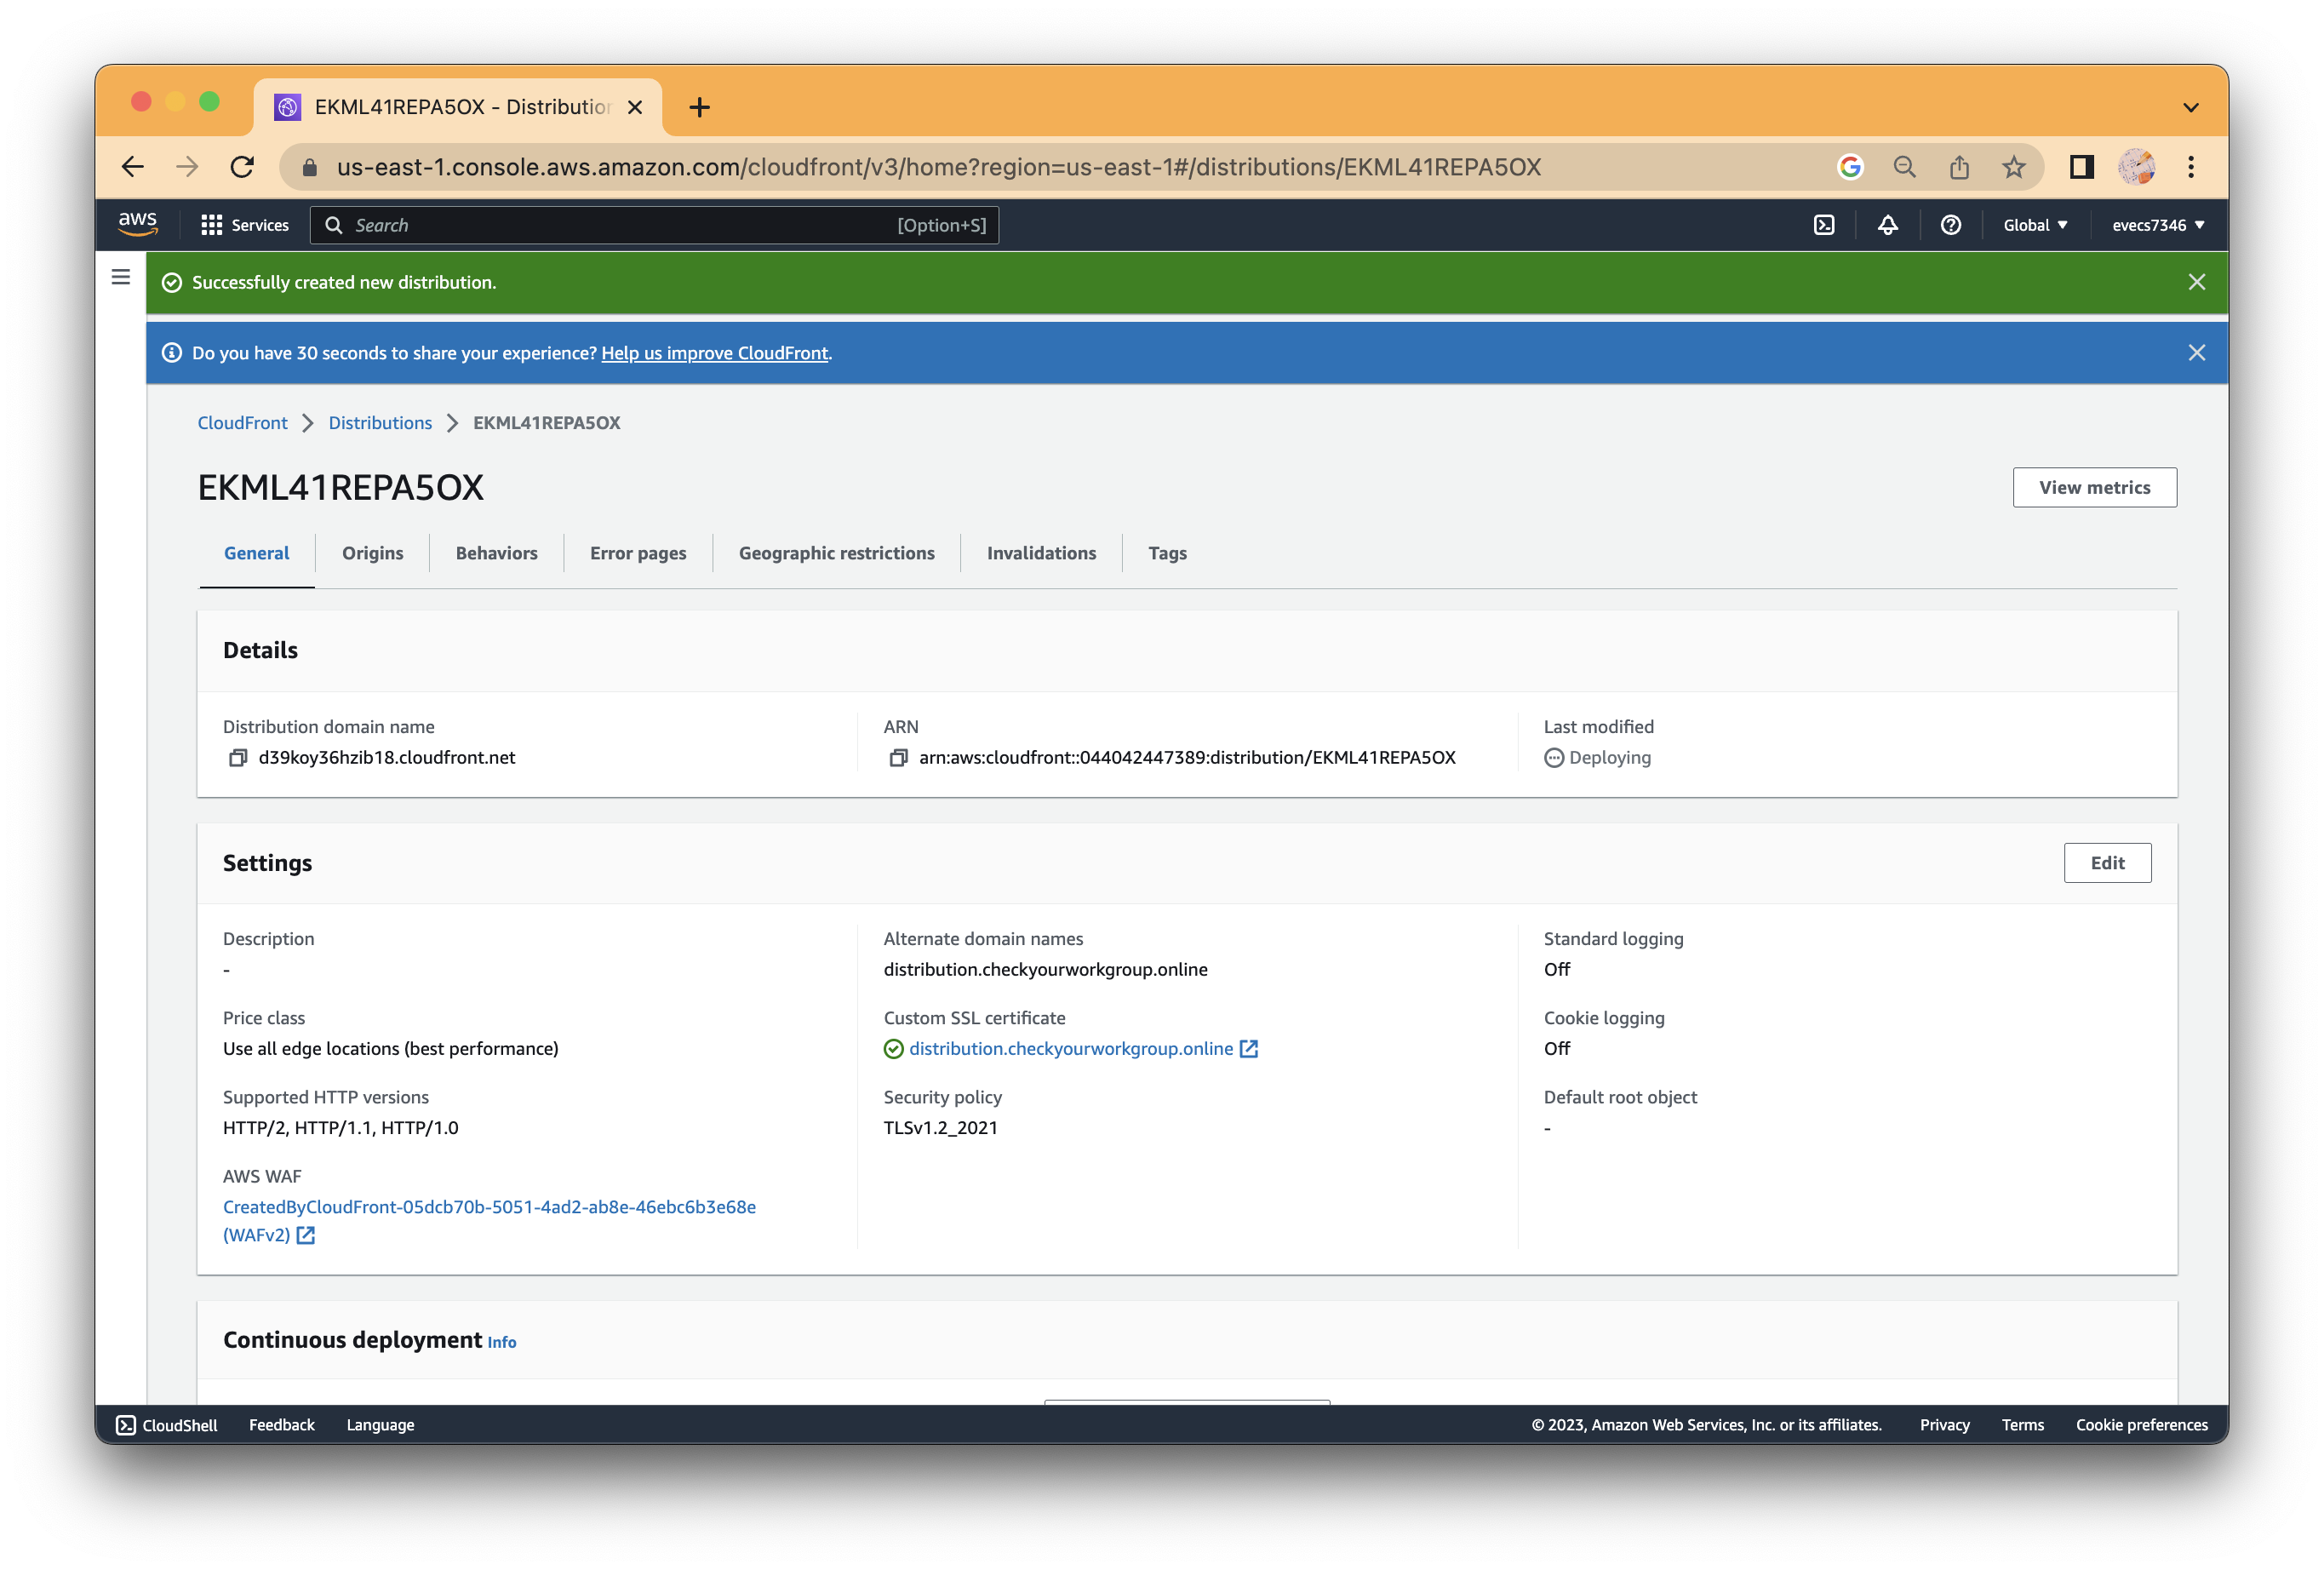 EKML41REPA5OX - Distribution
us-east-1.console.aws.amazon.com/cloudfront/v3/home?region=us-east-1#/distributions/EKML41REPA5OX
aws
Services
Search
[Option+S]
Global
evecs7346
Successfully created new distribution.
Do you have 30 seconds to share your experience? Help us improve CloudFront.
CloudFront
Distributions
EKML41REPA5OX
EKML41REPA5OX
View metrics
General
Origins
Behaviors
Error pages
Geographic restrictions
Invalidations
Tags
Details
Distribution domain name
d39koy36hzib18.cloudfront.net
ARN
arn:aws:cloudfront::044042447389:distribution/EKML41REPA5OX
Last modified
Deploying
Settings
Edit
Description
-
Price class
Use all edge locations (best performance)
Supported HTTP versions
HTTP/2, HTTP/1.1, HTTP/1.0
AWS WAF
CreatedByCloudFront-05dcb70b-5051-4ad2-ab8e-46ebc6b3e68e
(WAFv2)
Alternate domain names
distribution.checkyourworkgroup.online
Custom SSL certificate
distribution.checkyourworkgroup.online
Security policy
TLSv1.2_2021
Standard logging
Off
Cookie logging
Off
Default root object
-
Continuous deployment Info
CloudShell
Feedback
Language
© 2023, Amazon Web Services, Inc. or its affiliates.
Privacy
Terms
Cookie preferences